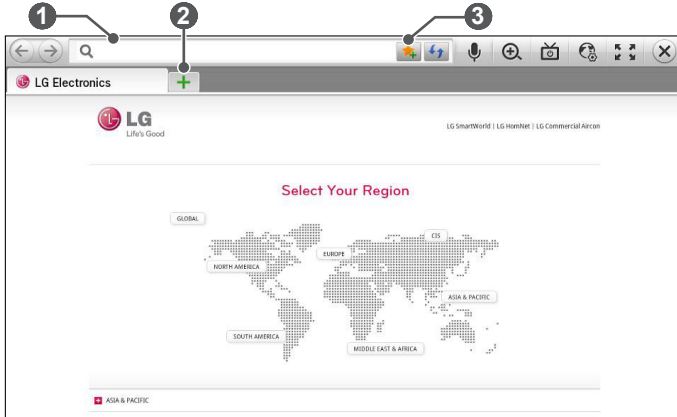 1 2 3
LG Electronics
LG
Life's Good
LG SmartWorld | LG HomNet | LG Commercial Aircon
Select Your Region
GLOBAL
CIS
EUROPE
NORTH AMERICA
ASIA & PACIFIC
SOUTH AMERICA
MIDDLE EAST & AFRICA
ASIA & PACIFIC